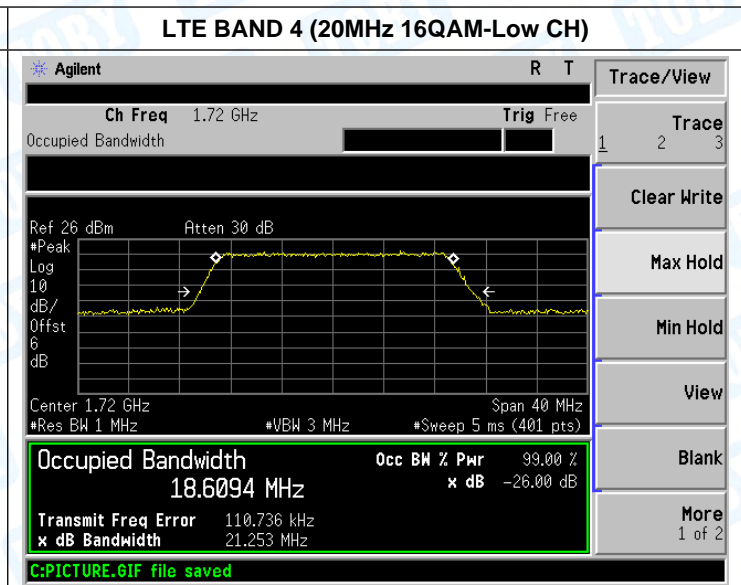 LTE BAND 4 (20MHz 16QAM-Low CH)
Agilent R T
Trace/View
Ch Freq 1.72 GHz Trig Free
Occupied Bandwidth
Trace
1 2 3
Clear Write
Ref 26 dBm Atten 30 dB
#Peak
Log
10
dB/
Offst
6
dB
Max Hold
Min Hold
View
Center 1.72 GHz Span 40 MHz
#Res BW 1 MHz #VBW 3 MHz #Sweep 5 ms (401 pts)
Occupied Bandwidth Occ BW % Pwr 99.00 %
18.6094 MHz x dB -26.00 dB
Blank
Transmit Freq Error 110.736 kHz
x dB Bandwidth 21.253 MHz
More
1 of 2
C:PICTURE.GIF file saved